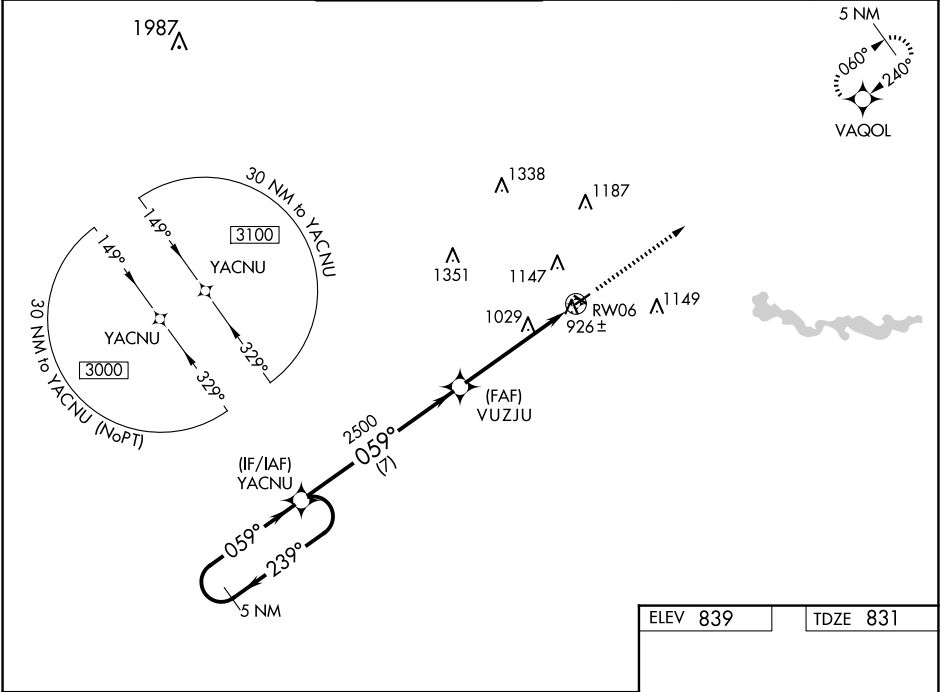 1987
5 NM
060°
240°
VAQOL
1338
1187
30 NM to YACNU
149°
3100
YACNU
329°
149°
YACNU
3000
329°
30 NM to YACNU (NoPT)
1351
1147
1029
RW06
926±
1149
(FAF)
VUZJU
2500
059°
(7)
(IF/IAF)
YACNU
059°
239°
5 NM
ELEV 839
TDZE 831